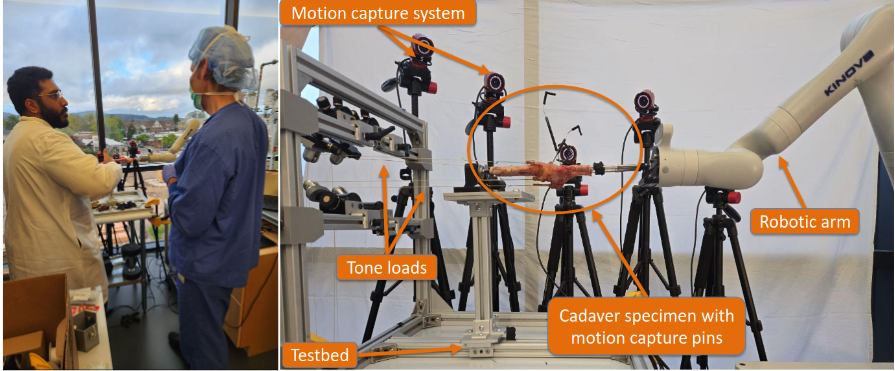 Motion capture system
KINOVA
Robotic arm
Tone loads
Cadaver specimen with
motion capture pins
Testbed